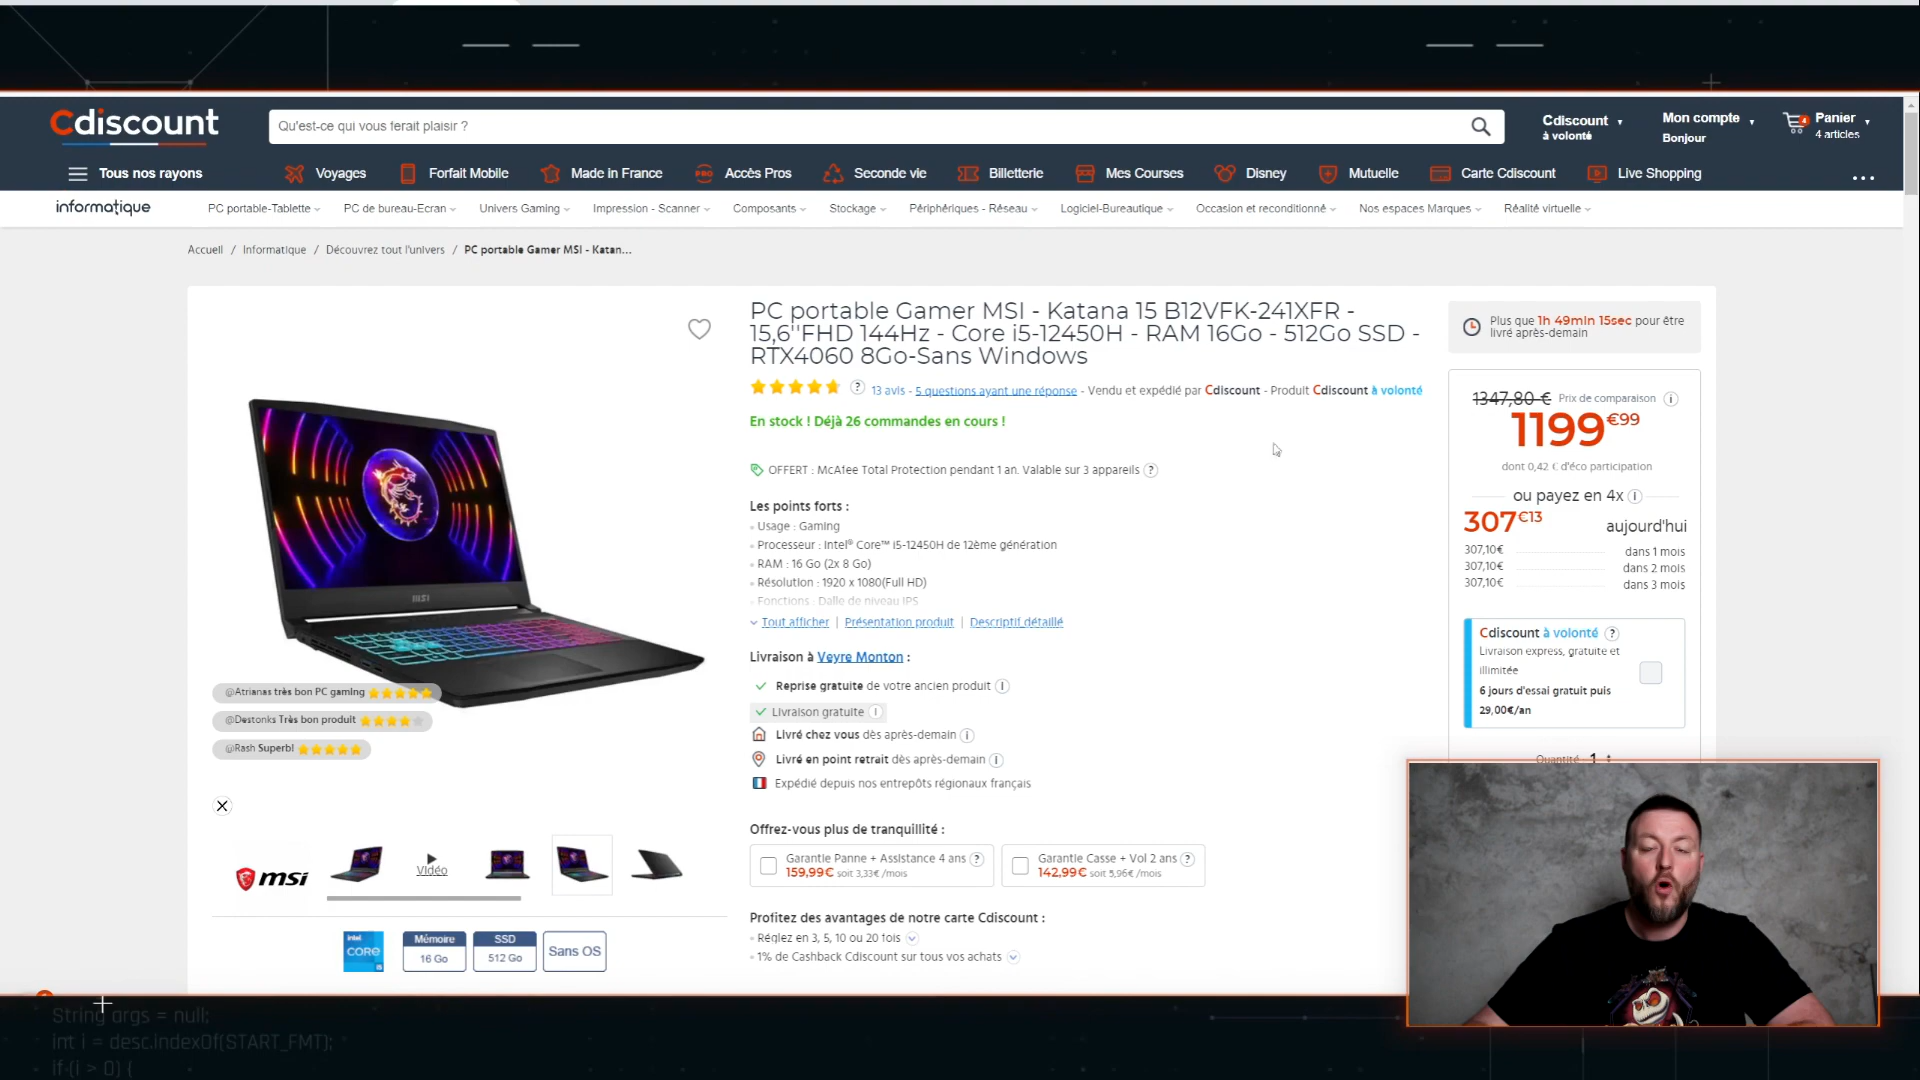 Cdiscount
Qu'est-ce qui vous ferait plaisir ?
Cdiscount
à volonté
Mon compte
Bonjour
4
Panier
4 articles
Tous nos rayons
Voyages
Forfait Mobile
Made in France
PRO
Accès Pros
Seconde vie
Billetterie
Mes Courses
Disney
Mutuelle
Carte Cdiscount
Live Shopping
...
informatique
PC portable-Tablette
PC de bureau-Ecran
Univers Gaming
Impression - Scanner
Composants
Stockage
Périphériques - Réseau
Logiciel-Bureautique
Occasion et reconditionné
Nos espaces Marques
Réalité virtuelle
Accueil / Informatique / Découvrez tout l'univers / PC portable Gamer MSI - Katan...
PC portable Gamer MSI - Katana 15 B12VFK-241XFR -
15,6''FHD 144Hz - Core i5-12450H - RAM 16Go - 512Go SSD -
RTX4060 8Go-Sans Windows
? 13 avis - 5 questions ayant une réponse - Vendu et expédié par Cdiscount - Produit Cdiscount à volonté
En stock ! Déjà 26 commandes en cours !
OFFERT : McAfee Total Protection pendant 1 an. Valable sur 3 appareils ?
Les points forts :
Usage : Gaming
Processeur : Intel® Core™ i5-12450H de 12ème génération
RAM : 16 Go (2x 8 Go)
Résolution : 1920 x 1080(Full HD)
Fonctions : Dalle de niveau IPS
Tout afficher | Présentation produit | Descriptif détaillé
Livraison à Veyre Monton :
Reprise gratuite de votre ancien produit i
Livraison gratuite i
Livré chez vous dès après-demain i
Livré en point retrait dès après-demain i
Expédié depuis nos entrepôts régionaux français
Offrez-vous plus de tranquillité :
Garantie Panne + Assistance 4 ans ?
159,99€ soit 3,33€ /mois
Garantie Casse + Vol 2 ans ?
142,99€ soit 5,96€ /mois
Profitez des avantages de notre carte Cdiscount :
Réglez en 3, 5, 10 ou 20 fois
1% de Cashback Cdiscount sur tous vos achats
Plus que 1h 49min 15sec pour être
livré après-demain
1347,80 € Prix de comparaison i
1199€99
dont 0,42 € d'éco participation
ou payez en 4x i
307€13 aujourd'hui
307,10€ dans 1 mois
307,10€ dans 2 mois
307,10€ dans 3 mois
Cdiscount à volonté ?
Livraison express, gratuite et
illimitée
6 jours d'essai gratuit puis
29,00€/an
Quantité : 1
msi
@Atrianas très bon PC gaming
@Destonks Très bon produit
@Rash Superb!
msi
Vidéo
intel
CORE
i5
Mémoire
16 Go
SSD
512 Go
Sans OS
String args = null;
int i = desc.indexOf(START_FMT);
if (i > 0) {